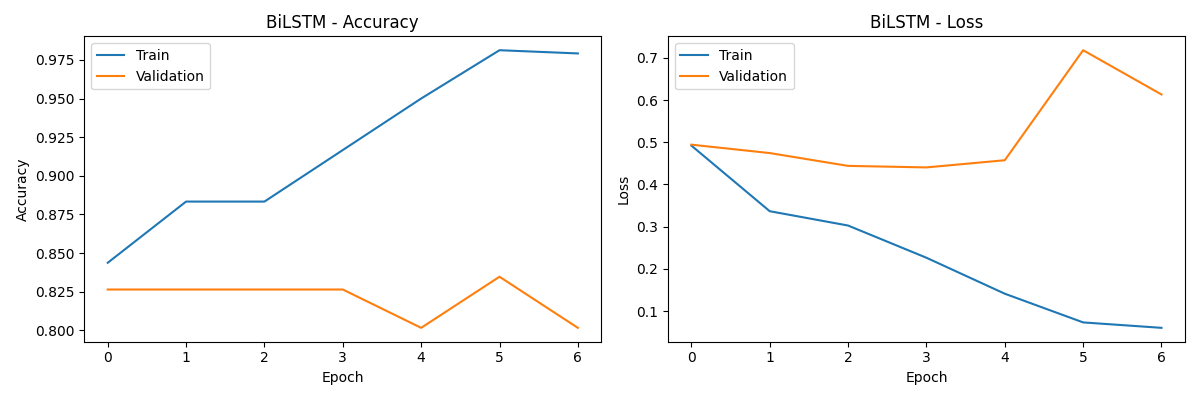 BiLSTM - Accuracy
Train
Validation
0.975
0.950
0.925
0.900
0.875
0.850
0.825
0.800
Accuracy
0 1 2 3 4 5 6
Epoch
BiLSTM - Loss
Train
Validation
0.7
0.6
0.5
0.4
0.3
0.2
0.1
Loss
0 1 2 3 4 5 6
Epoch